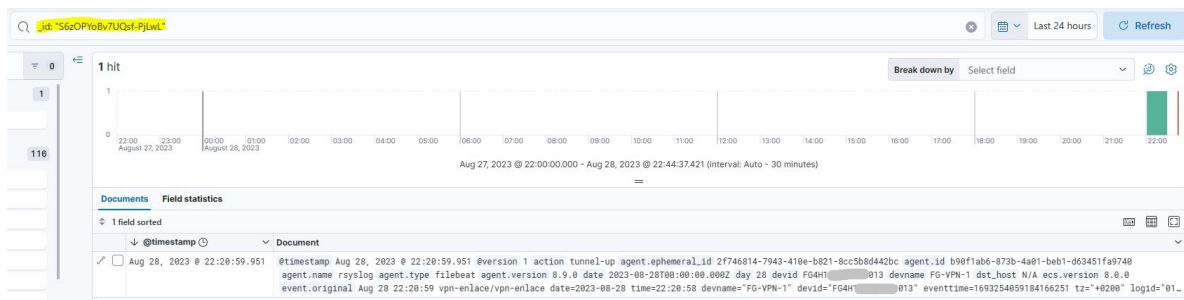 _id: "S6zOPYoBv7UQsf-PjLwL"
Last 24 hours
Refresh
0
1 hit
Break down by Select field
1
1
0
22:00 23:00 00:00 01:00 02:00 03:00 04:00 05:00 06:00 07:00 08:00 09:00 10:00 11:00 12:00 13:00 14:00 15:00 16:00 17:00 18:00 19:00 20:00 21:00 22:00
August 27, 2023 August 28, 2023
116
Aug 27, 2023 @ 22:00:00.000 - Aug 28, 2023 @ 22:44:37.421 (interval: Auto - 30 minutes)
Documents Field statistics
1 field sorted
@timestamp Document
Aug 28, 2023 @ 22:20:59.951 @timestamp Aug 28, 2023 @ 22:20:59.951 @version 1 action tunnel-up agent.ephemeral_id 2f746814-7943-410e-b821-8cc5b8d442bc agent.id b90f1ab6-873b-4a01-beb1-d63451fa9740
agent.name rsyslog agent.type filebeat agent.version 8.9.0 date 2023-08-28T00:00:00.000Z day 28 devid FG4H1 013 devname FG-VPN-1 dst_host N/A ecs.version 8.0.0
event.original Aug 28 22:20:59 vpn-enlace/vpn-enlace date=2023-08-28 time=22:20:58 devname="FG-VPN-1" devid="FG4H1 013" eventtime=1693254059184166251 tz="+0200" logid="01…